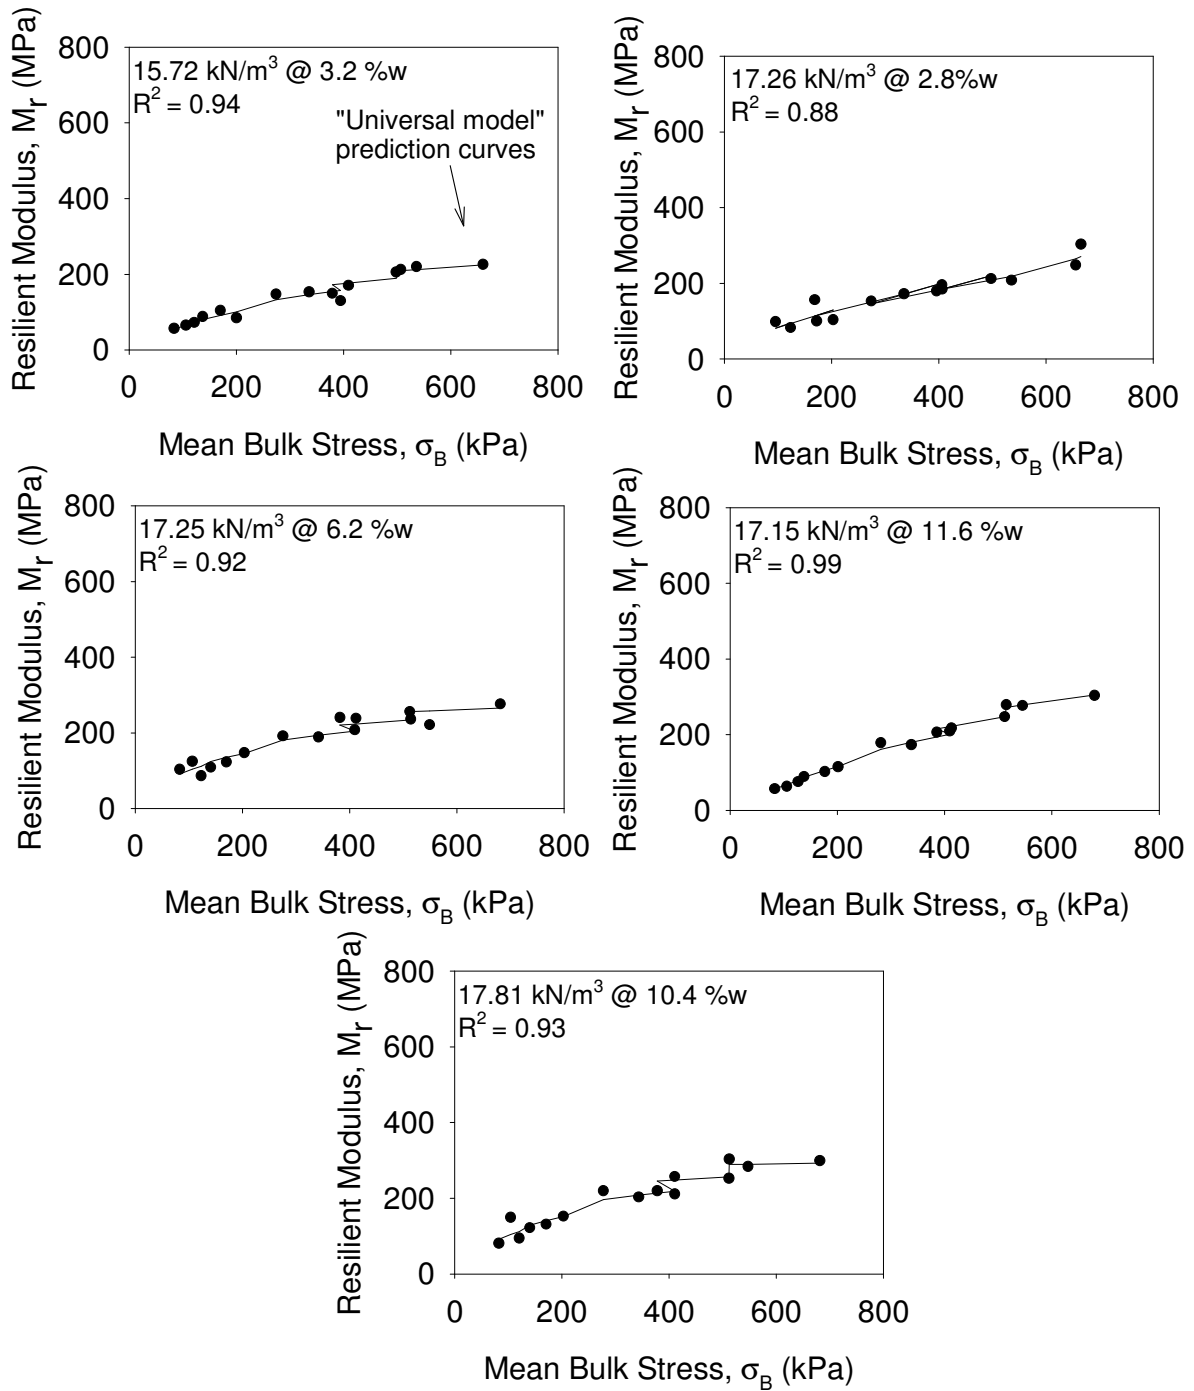 Resilient Modulus, Mr (MPa)
800
600
400
200
0
15.72 kN/m³ @ 3.2 %w
R² = 0.94
"Universal model"
prediction curves
0 200 400 600 800
Mean Bulk Stress, σB (kPa)
Resilient Modulus, Mr (MPa)
800
600
400
200
0
17.26 kN/m³ @ 2.8%w
R² = 0.88
0 200 400 600 800
Mean Bulk Stress, σB (kPa)
Resilient Modulus, Mr (MPa)
800
600
400
200
0
17.25 kN/m³ @ 6.2 %w
R² = 0.92
0 200 400 600 800
Mean Bulk Stress, σB (kPa)
Resilient Modulus, Mr (MPa)
800
600
400
200
0
17.15 kN/m³ @ 11.6 %w
R² = 0.99
0 200 400 600 800
Mean Bulk Stress, σB (kPa)
Resilient Modulus, Mr (MPa)
800
600
400
200
0
17.81 kN/m³ @ 10.4 %w
R² = 0.93
0 200 400 600 800
Mean Bulk Stress, σB (kPa)